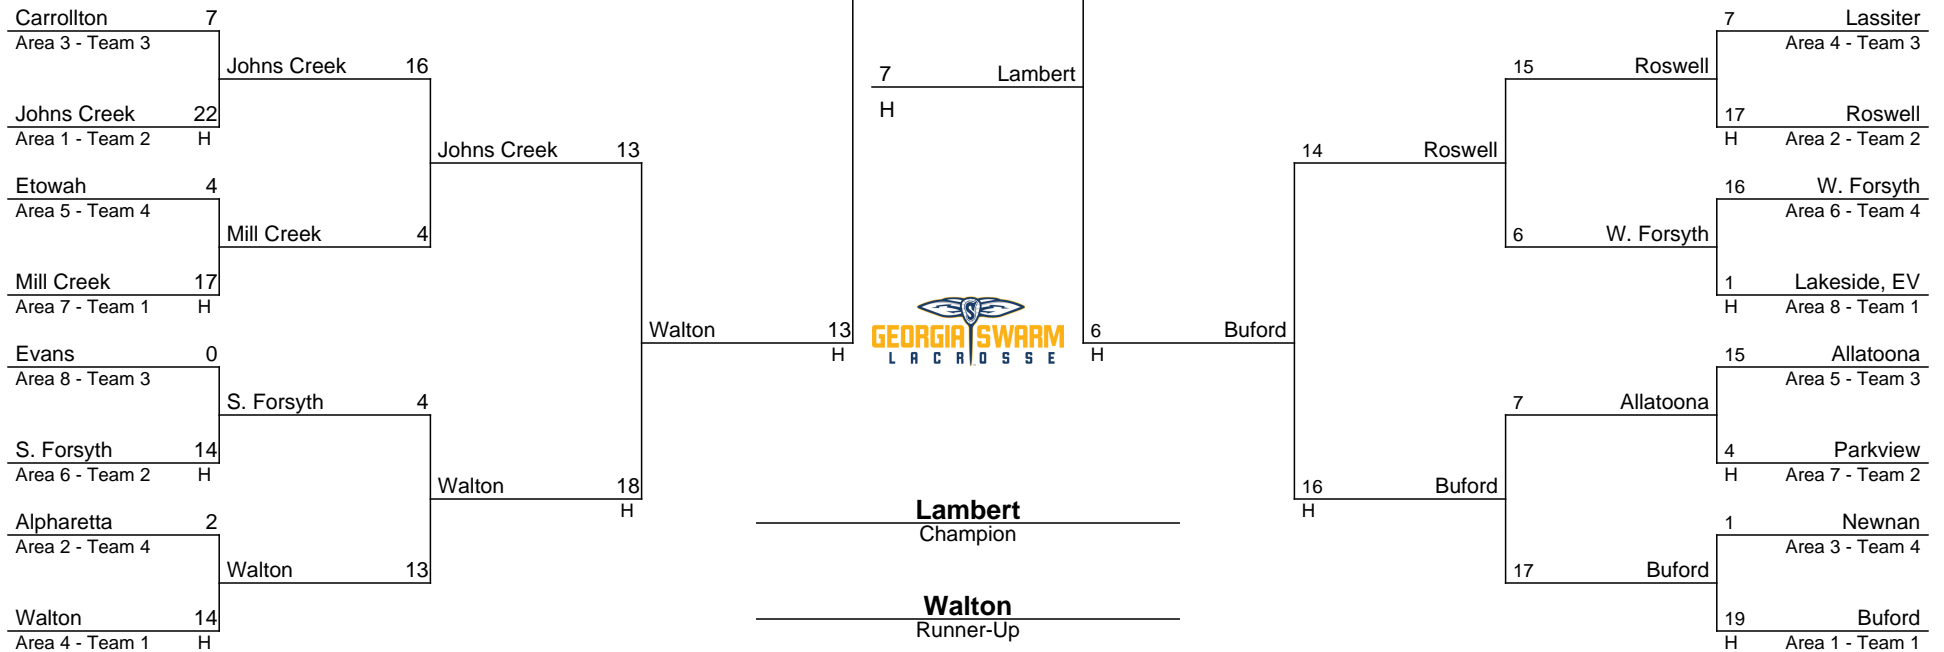 Carrollton 7
Area 3 - Team 3
Johns Creek 16
Johns Creek 22
Area 1 - Team 2 H
Johns Creek 13
Etowah 4
Area 5 - Team 4
Mill Creek 4
Mill Creek 17
Area 7 - Team 1 H
Walton 13
H
Evans 0
Area 8 - Team 3
S. Forsyth 4
S. Forsyth 14
Area 6 - Team 2 H
Walton 18
H
Alpharetta 2
Area 2 - Team 4
Walton 13
Walton 14
Area 4 - Team 1 H
7 Lambert
H
GEORGIA SWARM
LACROSSE
Lambert
Champion
Walton
Runner-Up
7 Lassiter
Area 4 - Team 3
15 Roswell
17 Roswell
H Area 2 - Team 2
14 Roswell
16 W. Forsyth
Area 6 - Team 4
6 W. Forsyth
1 Lakeside, EV
H Area 8 - Team 1
6 Buford
H
15 Allatoona
Area 5 - Team 3
7 Allatoona
4 Parkview
H Area 7 - Team 2
16 Buford
H
1 Newnan
Area 3 - Team 4
17 Buford
19 Buford
H Area 1 - Team 1